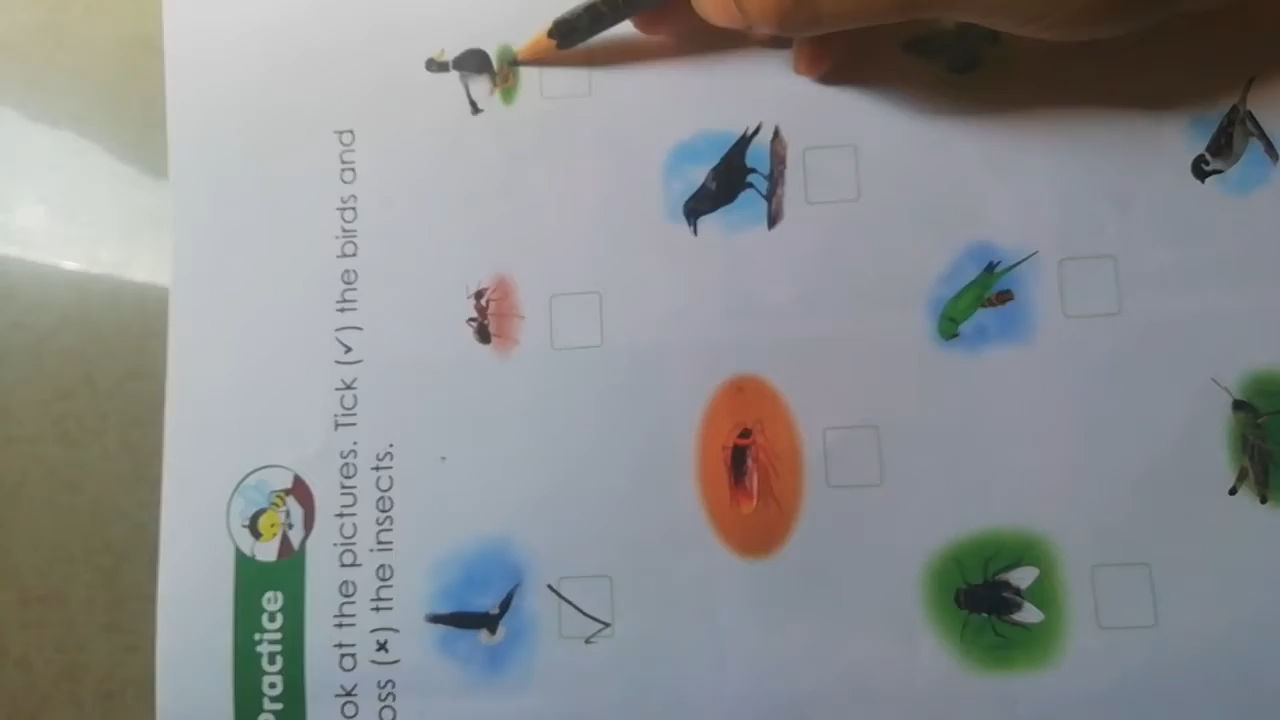 Practice
ok at the pictures. Tick (✓) the birds and
oss (×) the insects.